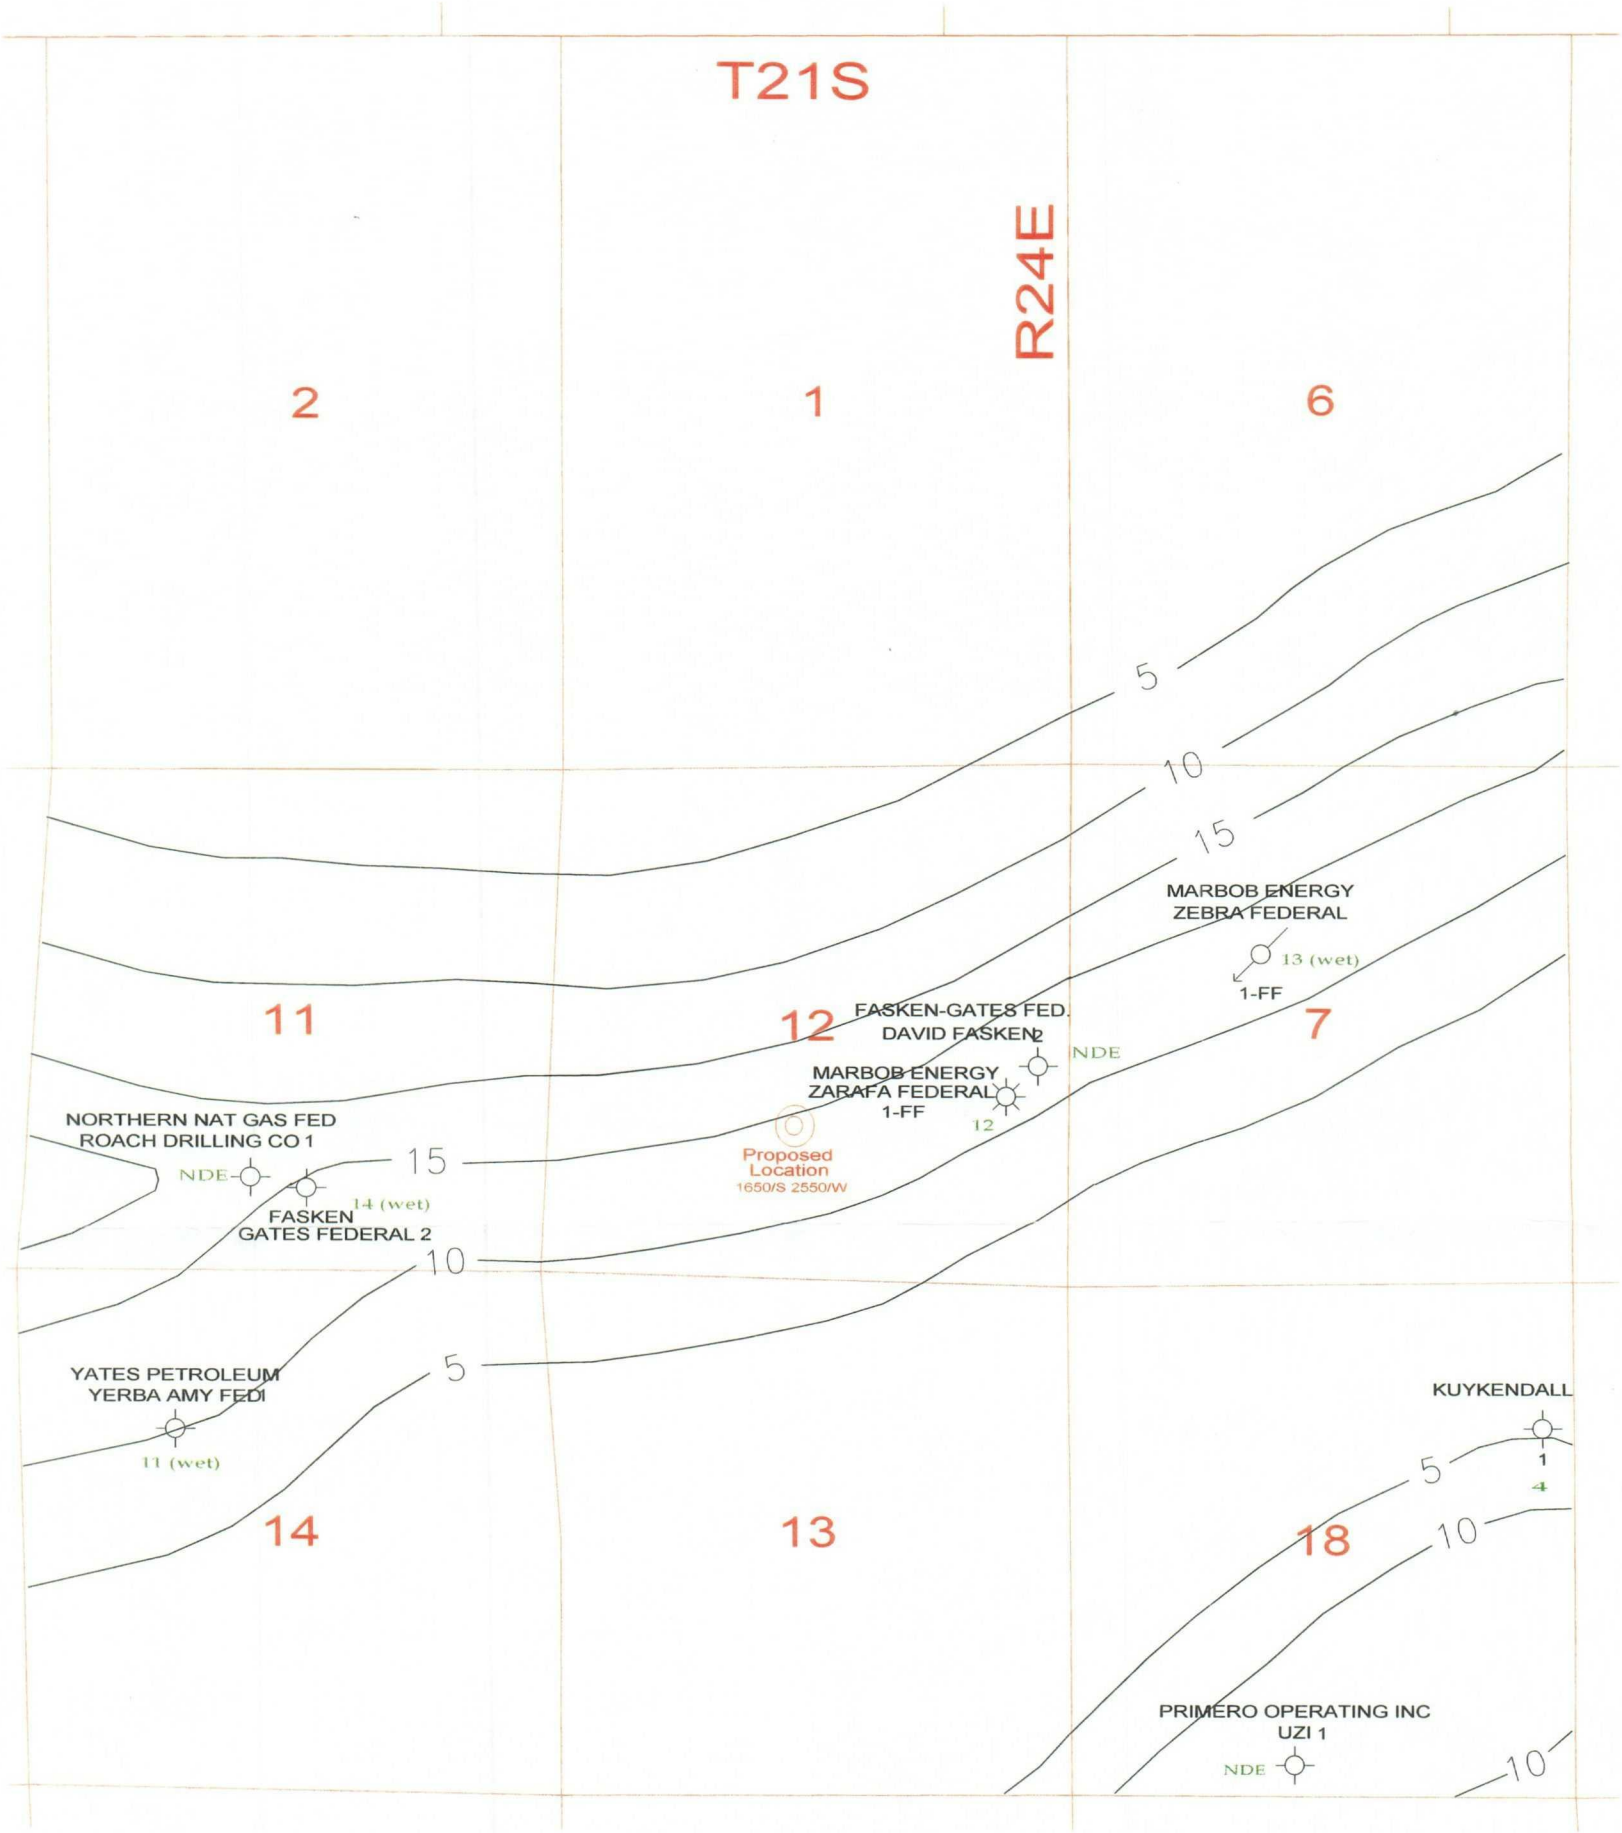 T21S
R24E
2
1
6
5
10
15
MARBOB ENERGY
ZEBRA FEDERAL
13 (wet)
1-FF
11
12
7
FASKEN-GATES FED.
DAVID FASKEN
2
NDE
MARBOB ENERGY
ZARAFA FEDERAL
1-FF
12
NORTHERN NAT GAS FED
ROACH DRILLING CO 1
NDE
15
Proposed
Location
1650/S 2550/W
14 (wet)
FASKEN
GATES FEDERAL 2
10
5
YATES PETROLEUM
YERBA AMY FED1
11 (wet)
KUYKENDALL
1
4
5
10
14
13
18
PRIMERO OPERATING INC
UZI 1
NDE
10